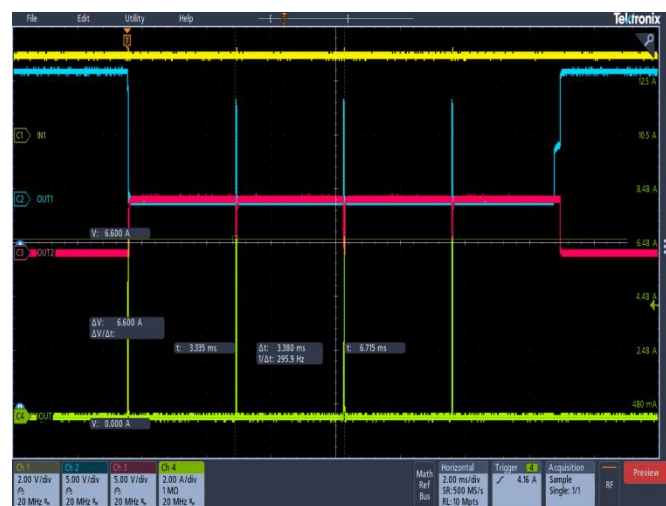 File Edit Utility Help Tektronix
T
12.5 A
C1 IN1 10.5 A
C2 OUT1 8.48 A
V: 6.600 A
6.48 A
C3 OUT2
4.48 A
ΔV: 6.600 A
ΔV/Δt:
t: 3.335 ms Δt: 3.380 ms t: 6.715 ms
1/Δt: 295.9 Hz
2.48 A
480 mA
C4 IOUT
V: 0.000 A
Ch 1 Ch 2 Ch 3 Ch 4 Math Horizontal Trigger 4 Acquisition Preview
2.00 V/div 5.00 V/div 5.00 V/div 2.00 A/div Ref 2.00 ms/div 4.16 A Sample RF
1 MΩ Bus SR: 500 MS/s Single: 1/1
20 MHz 20 MHz 20 MHz 20 MHz RL: 10 Mpts